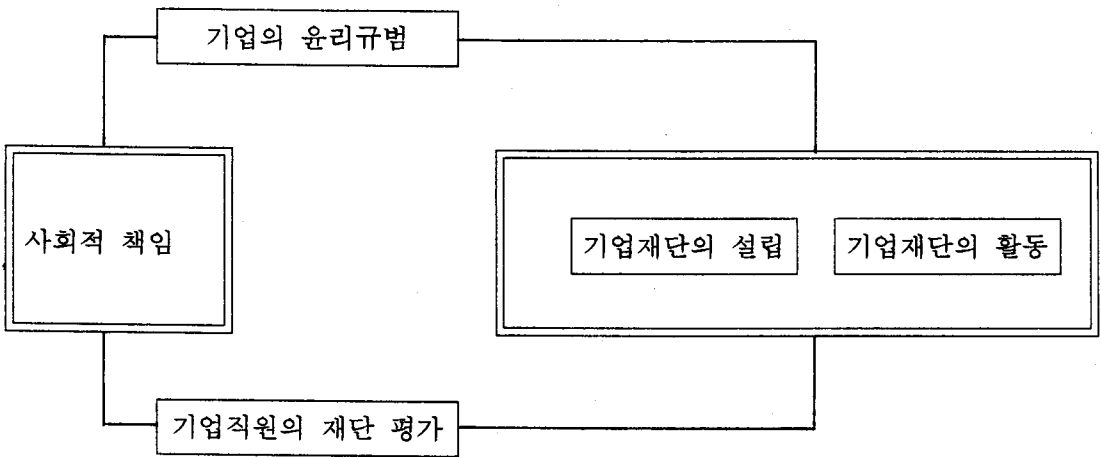 기업의 윤리규범
사회적 책임
기업재단의 설립
기업재단의 활동
기업직원의 재단 평가